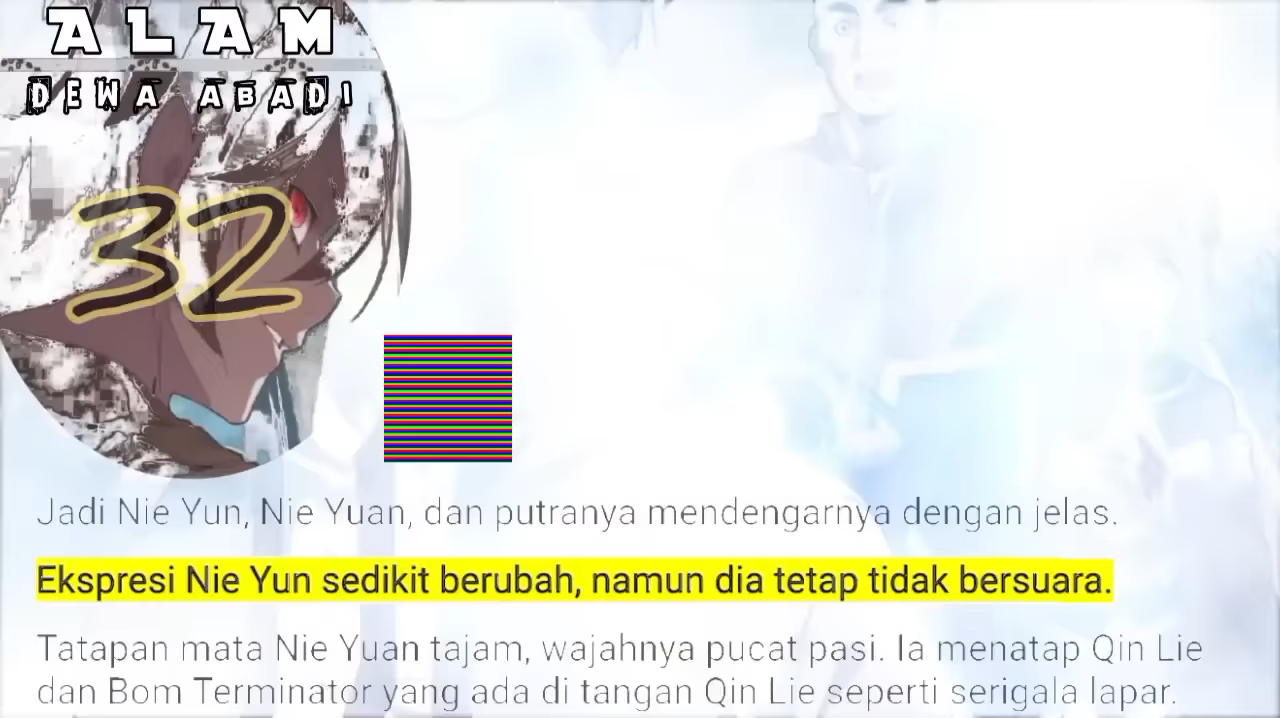 ALAM
DEWA ABADI
32
Jadi Nie Yun, Nie Yuan, dan putranya mendengarnya dengan jelas.
Ekspresi Nie Yun sedikit berubah, namun dia tetap tidak bersuara.
Tatapan mata Nie Yuan tajam, wajahnya pucat pasi. Ia menatap Qin Lie
dan Bom Terminator yang ada di tangan Qin Lie seperti serigala lapar.